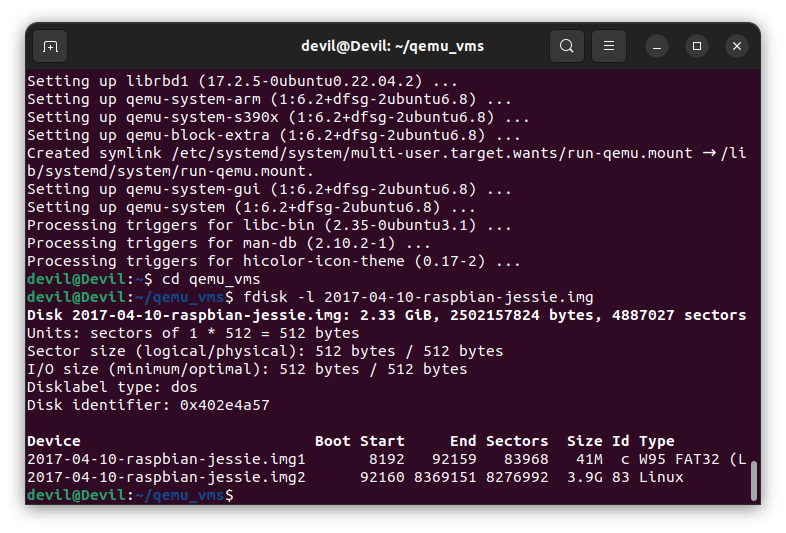 devil@Devil: ~/qemu_vms
Setting up librbd1 (17.2.5-0ubuntu0.22.04.2) ...
Setting up qemu-system-arm (1:6.2+dfsg-2ubuntu6.8) ...
Setting up qemu-system-s390x (1:6.2+dfsg-2ubuntu6.8) ...
Setting up qemu-block-extra (1:6.2+dfsg-2ubuntu6.8) ...
Created symlink /etc/systemd/system/multi-user.target.wants/run-qemu.mount → /li
b/systemd/system/run-qemu.mount.
Setting up qemu-system-gui (1:6.2+dfsg-2ubuntu6.8) ...
Setting up qemu-system (1:6.2+dfsg-2ubuntu6.8) ...
Processing triggers for libc-bin (2.35-0ubuntu3.1) ...
Processing triggers for man-db (2.10.2-1) ...
Processing triggers for hicolor-icon-theme (0.17-2) ...
devil@Devil:~$ cd qemu_vms
devil@Devil:~/qemu_vms$ fdisk -l 2017-04-10-raspbian-jessie.img
Disk 2017-04-10-raspbian-jessie.img: 2.33 GiB, 2502157824 bytes, 4887027 sectors
Units: sectors of 1 * 512 = 512 bytes
Sector size (logical/physical): 512 bytes / 512 bytes
I/O size (minimum/optimal): 512 bytes / 512 bytes
Disklabel type: dos
Disk identifier: 0x402e4a57
Device Boot Start End Sectors Size Id Type
2017-04-10-raspbian-jessie.img1 8192 92159 83968 41M c W95 FAT32 (L
2017-04-10-raspbian-jessie.img2 92160 8369151 8276992 3.9G 83 Linux
devil@Devil:~/qemu_vms$